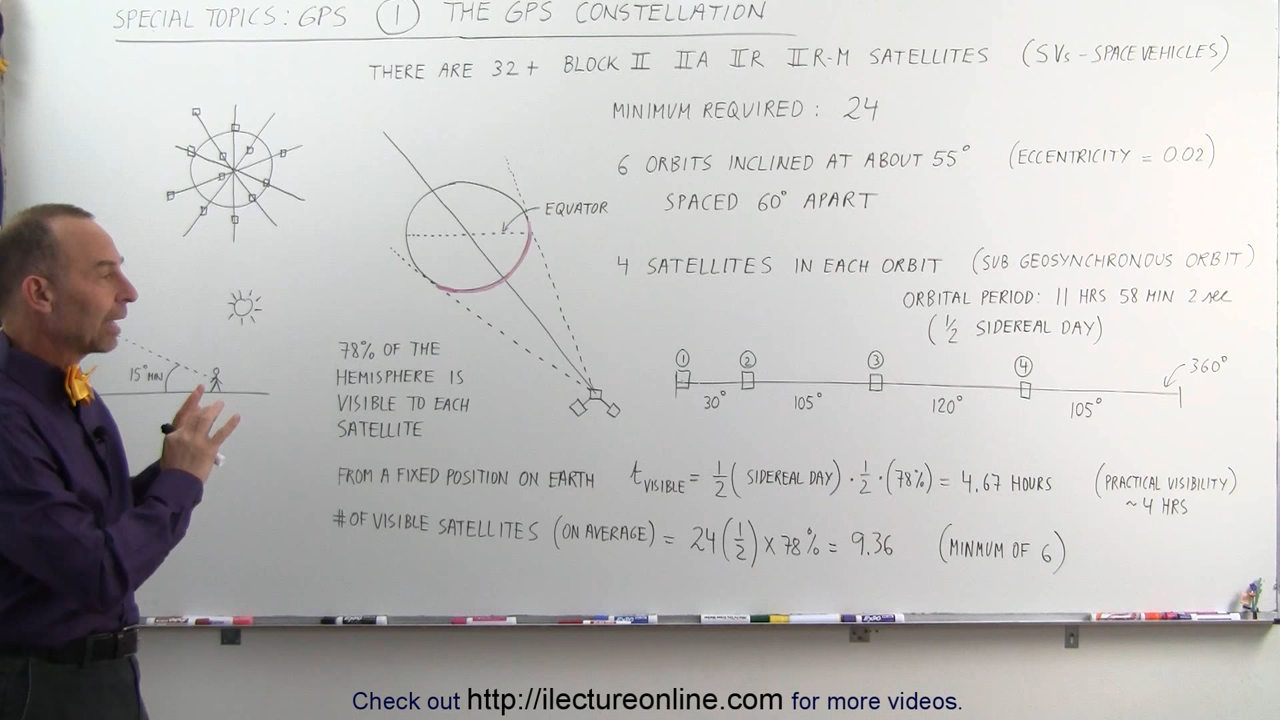 SPECIAL TOPICS: GPS ① THE GPS CONSTELLATION
THERE ARE 32+ BLOCK II IIA IIR IIR-M SATELLITES (SVs - SPACE VEHICLES)
MINIMUM REQUIRED: 24
6 ORBITS INCLINED AT ABOUT 55° (ECCENTRICITY = 0.02)
SPACED 60° APART
EQUATOR
4 SATELLITES IN EACH ORBIT (SUB GEOSYNCHRONOUS ORBIT)
ORBITAL PERIOD: 11 HRS 58 MIN 2 sec
(1/2 SIDEREAL DAY)
① ② ③ ④ 360°
30° 105° 120° 105°
15° MIN
78% OF THE
HEMISPHERE IS
VISIBLE TO EACH
SATELLITE
FROM A FIXED POSITION ON EARTH t VISIBLE = 1/2 ( SIDEREAL DAY) · 1/2 · (78%) = 4.67 HOURS (PRACTICAL VISIBILITY)
~ 4 HRS
# OF VISIBLE SATELLITES (ON AVERAGE) = 24 (1/2) x 78% = 9.36 (MINMUM OF 6)
Check out http://ilectureonline.com for more videos.